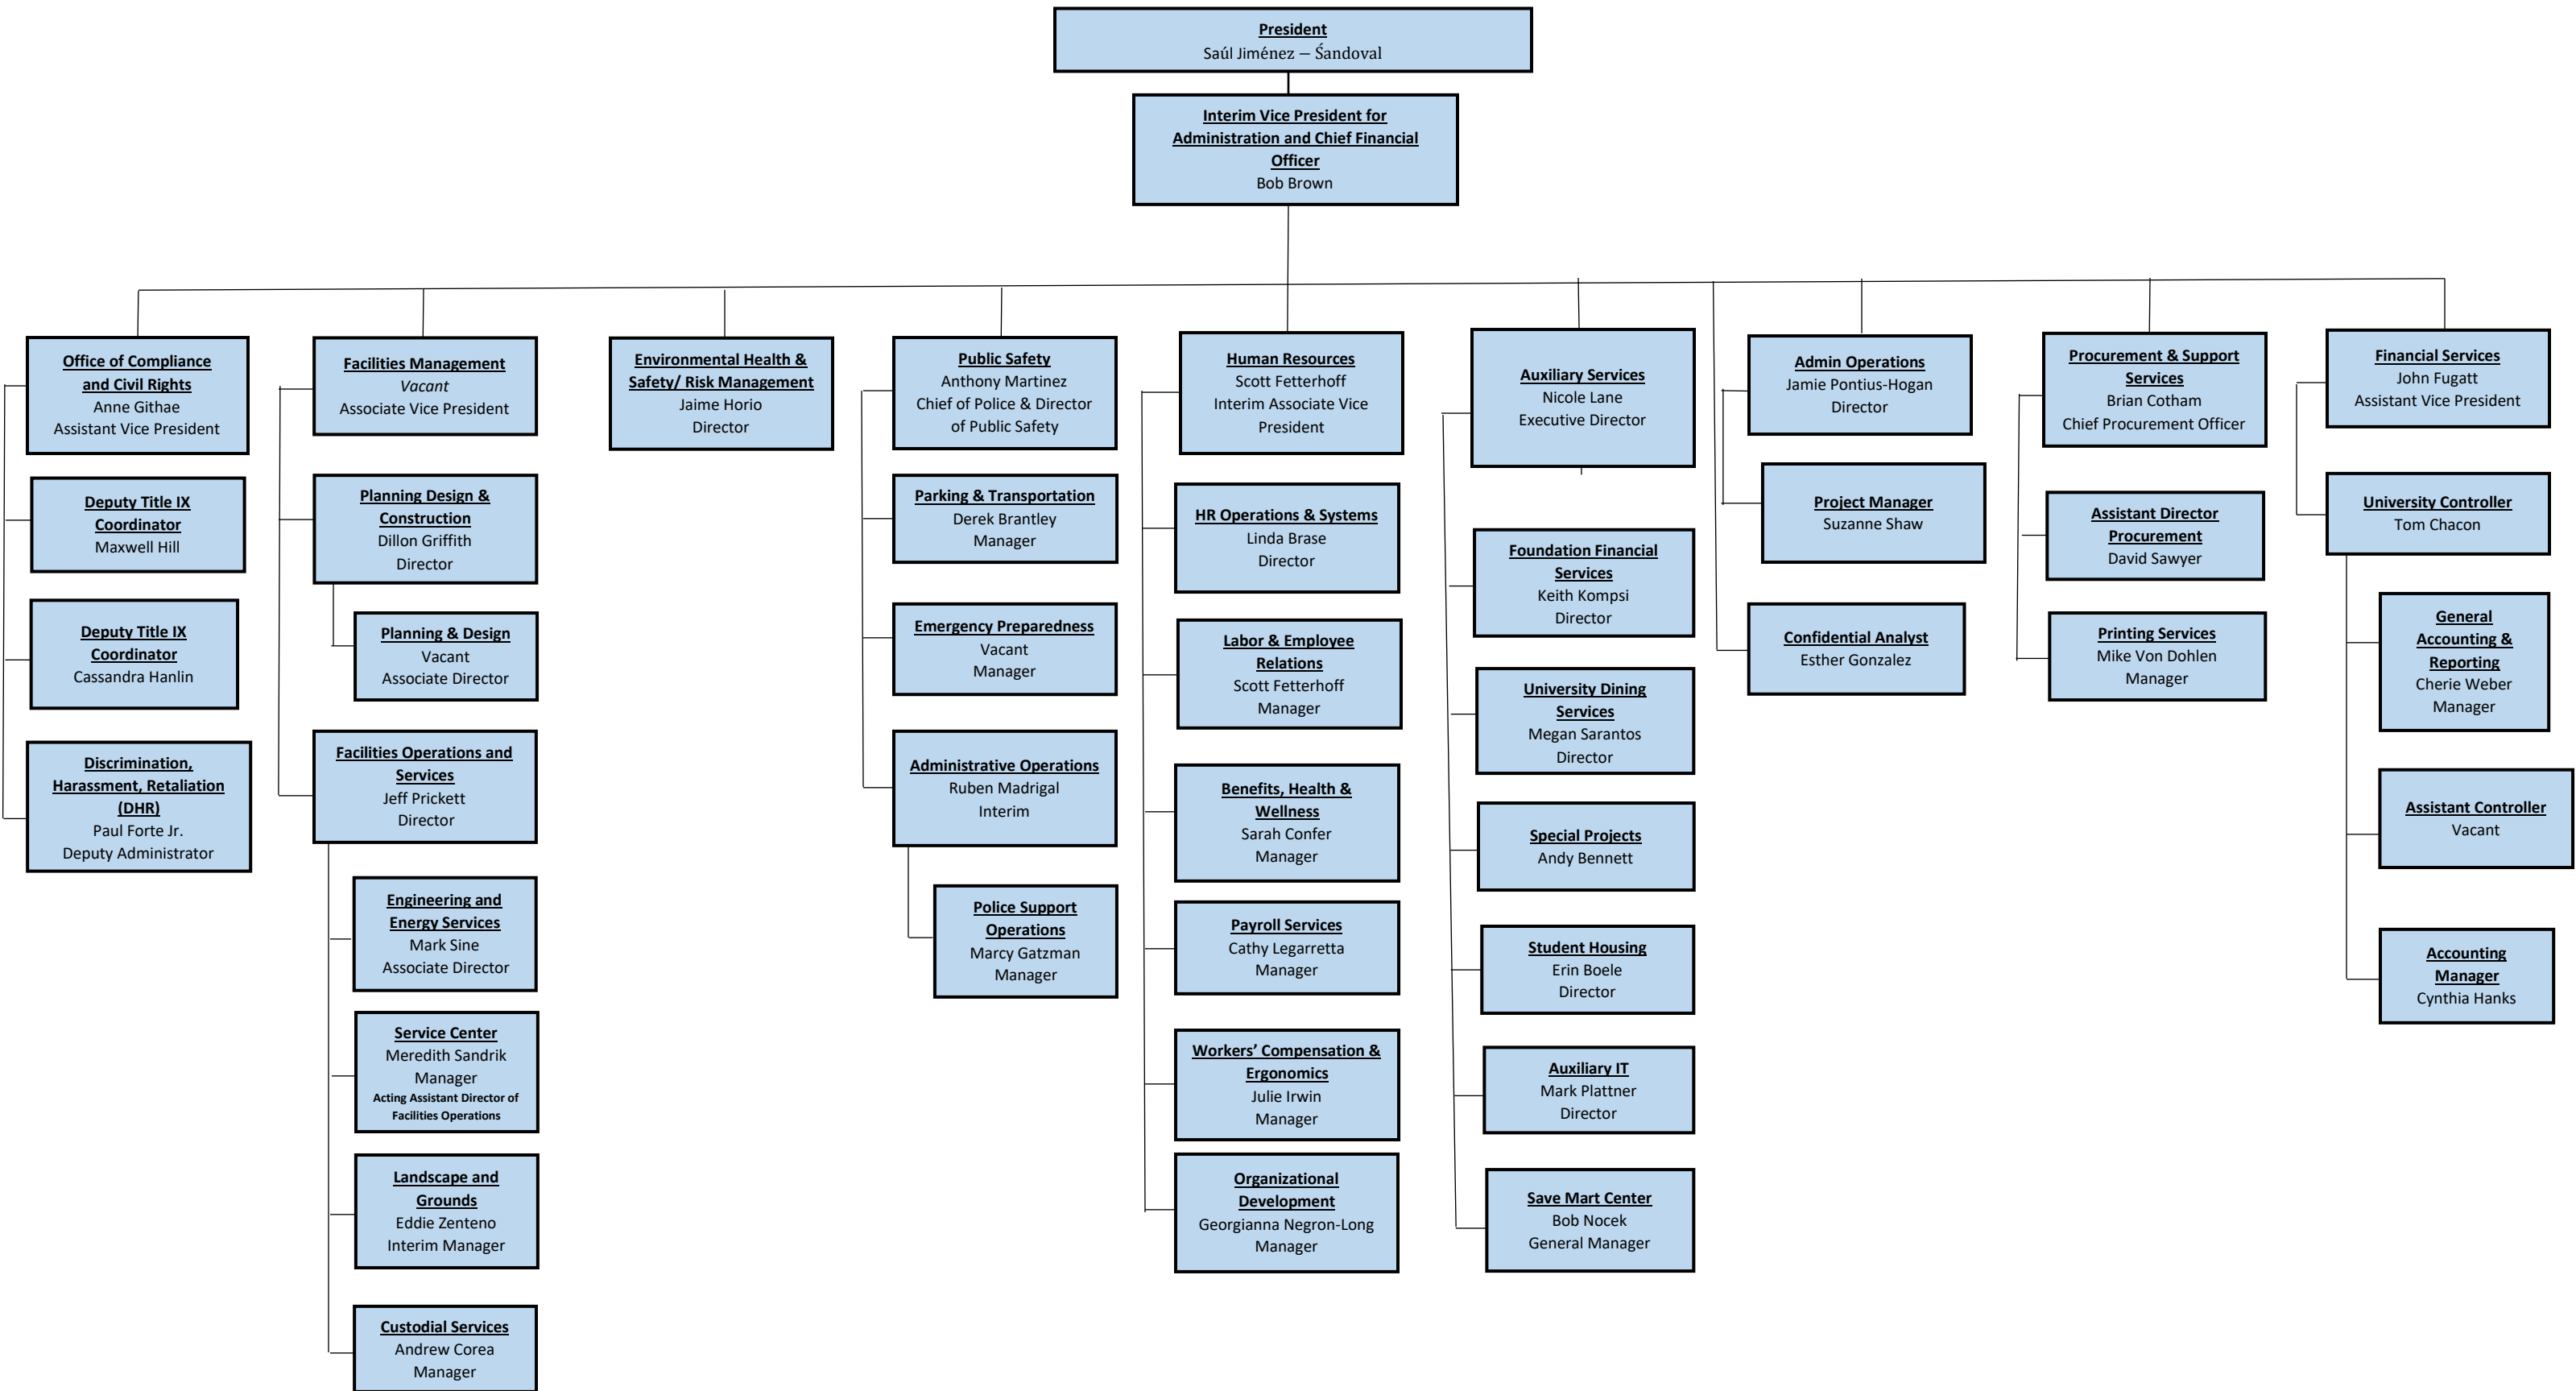 President
Saúl Jiménez – Śandoval
Interim Vice President for
Administration and Chief Financial
Officer
Bob Brown
Office of Compliance
and Civil Rights
Anne Githae
Assistant Vice President
Deputy Title IX
Coordinator
Maxwell Hill
Deputy Title IX
Coordinator
Cassandra Hanlin
Discrimination,
Harassment, Retaliation
(DHR)
Paul Forte Jr.
Deputy Administrator
Facilities Management
Vacant
Associate Vice President
Planning Design &
Construction
Dillon Griffith
Director
Planning & Design
Vacant
Associate Director
Facilities Operations and
Services
Jeff Prickett
Director
Engineering and
Energy Services
Mark Sine
Associate Director
Service Center
Meredith Sandrik
Manager
Acting Assistant Director of
Facilities Operations
Landscape and
Grounds
Eddie Zenteno
Interim Manager
Custodial Services
Andrew Corea
Manager
Environmental Health &
Safety/ Risk Management
Jaime Horio
Director
Public Safety
Anthony Martinez
Chief of Police & Director
of Public Safety
Parking & Transportation
Derek Brantley
Manager
Emergency Preparedness
Vacant
Manager
Administrative Operations
Ruben Madrigal
Interim
Police Support
Operations
Marcy Gatzman
Manager
Human Resources
Scott Fetterhoff
Interim Associate Vice
President
HR Operations & Systems
Linda Brase
Director
Labor & Employee
Relations
Scott Fetterhoff
Manager
Benefits, Health &
Wellness
Sarah Confer
Manager
Payroll Services
Cathy Legarretta
Manager
Workers’ Compensation &
Ergonomics
Julie Irwin
Manager
Organizational
Development
Georgianna Negron-Long
Manager
Auxiliary Services
Nicole Lane
Executive Director
Foundation Financial
Services
Keith Kompsi
Director
University Dining
Services
Megan Sarantos
Director
Special Projects
Andy Bennett
Student Housing
Erin Boele
Director
Auxiliary IT
Mark Plattner
Director
Save Mart Center
Bob Nocek
General Manager
Admin Operations
Jamie Pontius-Hogan
Director
Project Manager
Suzanne Shaw
Confidential Analyst
Esther Gonzalez
Procurement & Support
Services
Brian Cotham
Chief Procurement Officer
Assistant Director
Procurement
David Sawyer
Printing Services
Mike Von Dohlen
Manager
Financial Services
John Fugatt
Assistant Vice President
University Controller
Tom Chacon
General
Accounting &
Reporting
Cherie Weber
Manager
Assistant Controller
Vacant
Accounting
Manager
Cynthia Hanks